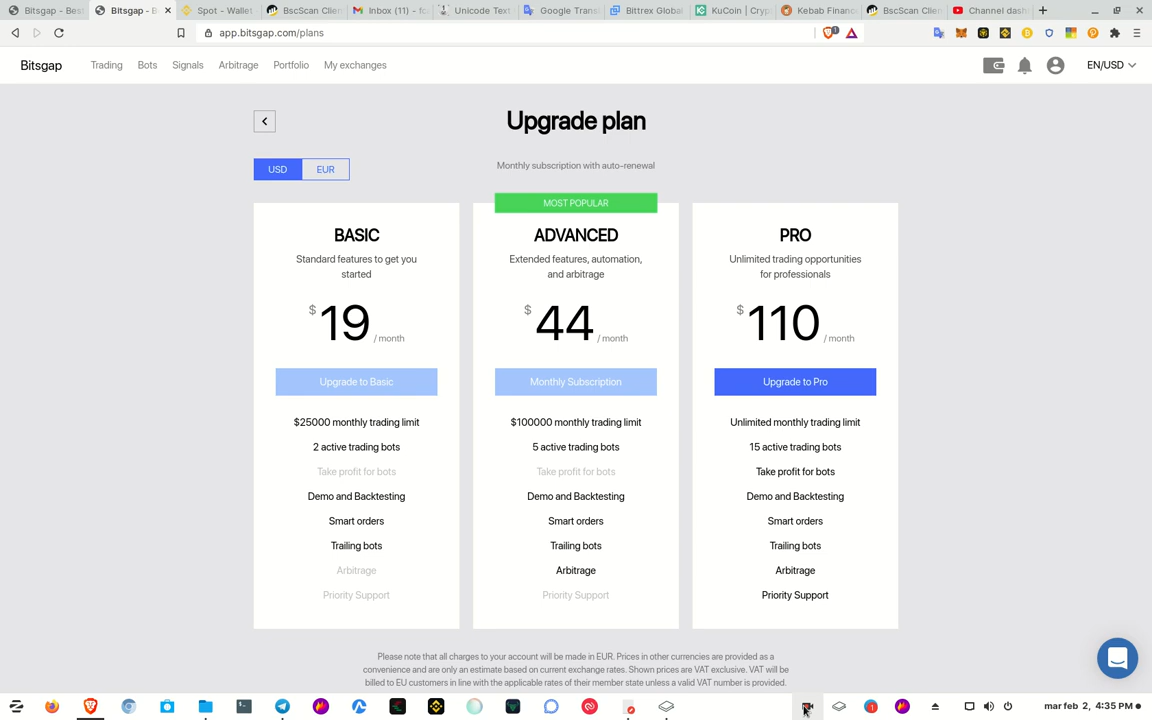 Bitsgap - Bes
Bitsgap - B
Spot - Wallet
BscScan Clien
Inbox (11) - fc
Unicode Text
Google Trans
Bittrex Global
KuCoin | Cryp
Kebab Financ
BscScan Clien
Channel dash
app.bitsgap.com/plans
1
Bitsgap
Trading
Bots
Signals
Arbitrage
Portfolio
My exchanges
EN/USD
Upgrade plan
USD
EUR
Monthly subscription with auto-renewal
MOST POPULAR
BASIC
Standard features to get you
started
$ 19 / month
Upgrade to Basic
$25000 monthly trading limit
2 active trading bots
Take profit for bots
Demo and Backtesting
Smart orders
Trailing bots
Arbitrage
Priority Support
ADVANCED
Extended features, automation,
and arbitrage
$ 44 / month
Monthly Subscription
$100000 monthly trading limit
5 active trading bots
Take profit for bots
Demo and Backtesting
Smart orders
Trailing bots
Arbitrage
Priority Support
PRO
Unlimited trading opportunities
for professionals
$ 110 / month
Upgrade to Pro
Unlimited monthly trading limit
15 active trading bots
Take profit for bots
Demo and Backtesting
Smart orders
Trailing bots
Arbitrage
Priority Support
Please note that all charges to your account will be made in EUR. Prices in other currencies are provided as a
convenience and are only an estimate based on current exchange rates. Shown prices are VAT exclusive. VAT will be
billed to EU customers in line with the applicable rates of their member state unless a valid VAT number is provided.
mar feb 2, 4:35 PM